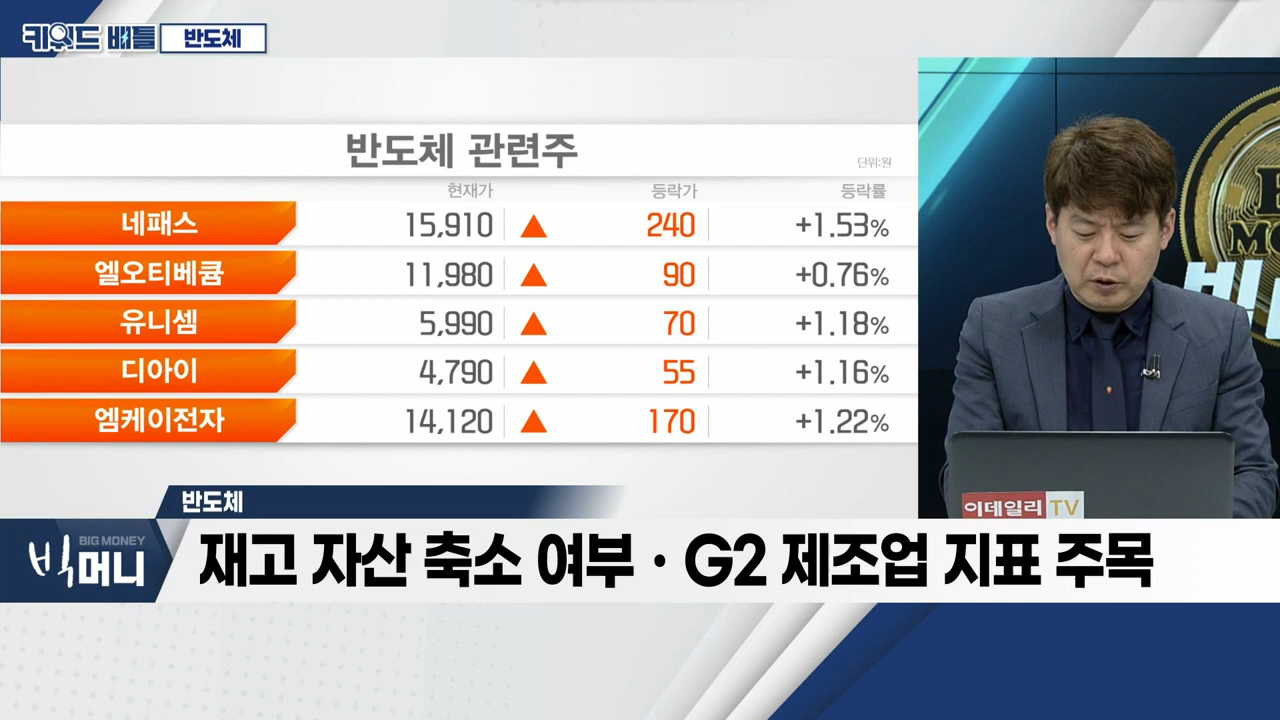 키워드 배틀 반도체
반도체 관련주
단위:원
현재가 등락가 등락률
네패스 15,910 ▲ 240 +1.53%
엘오티베큠 11,980 ▲ 90 +0.76%
유니셈 5,990 ▲ 70 +1.18%
디아이 4,790 ▲ 55 +1.16%
엠케이전자 14,120 ▲ 170 +1.22%
이데일리 TV
반도체
BIG MONEY
빅머니
재고 자산 축소 여부 · G2 제조업 지표 주목